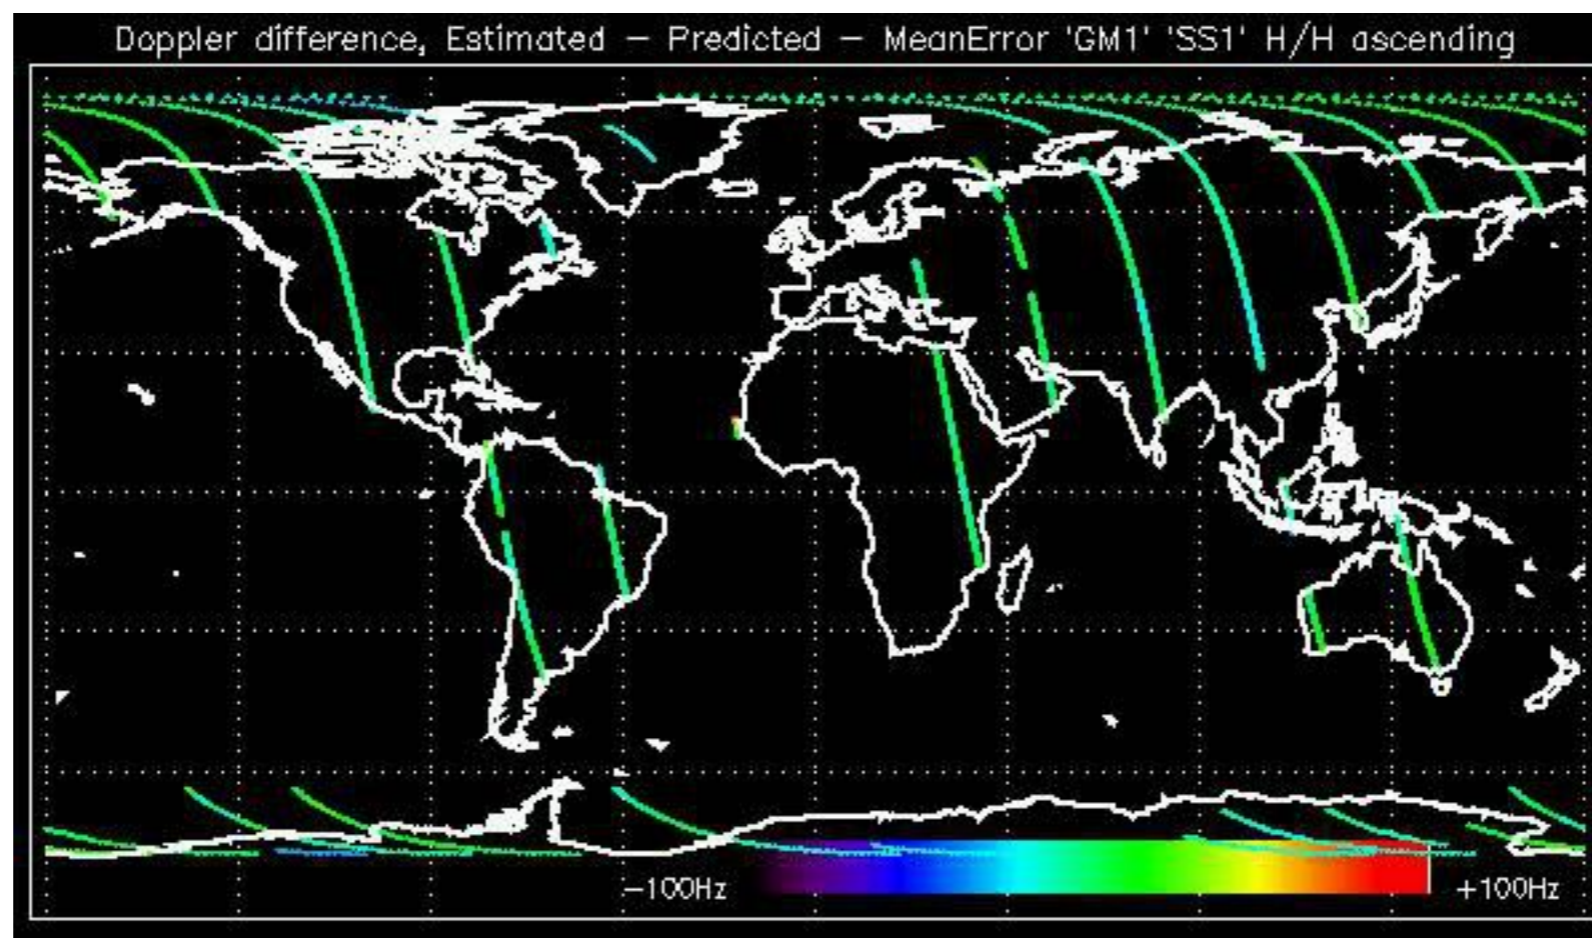 Doppler difference, Estimated – Predicted – MeanError 'GM1' 'SS1' H/H ascending
–100Hz
+100Hz